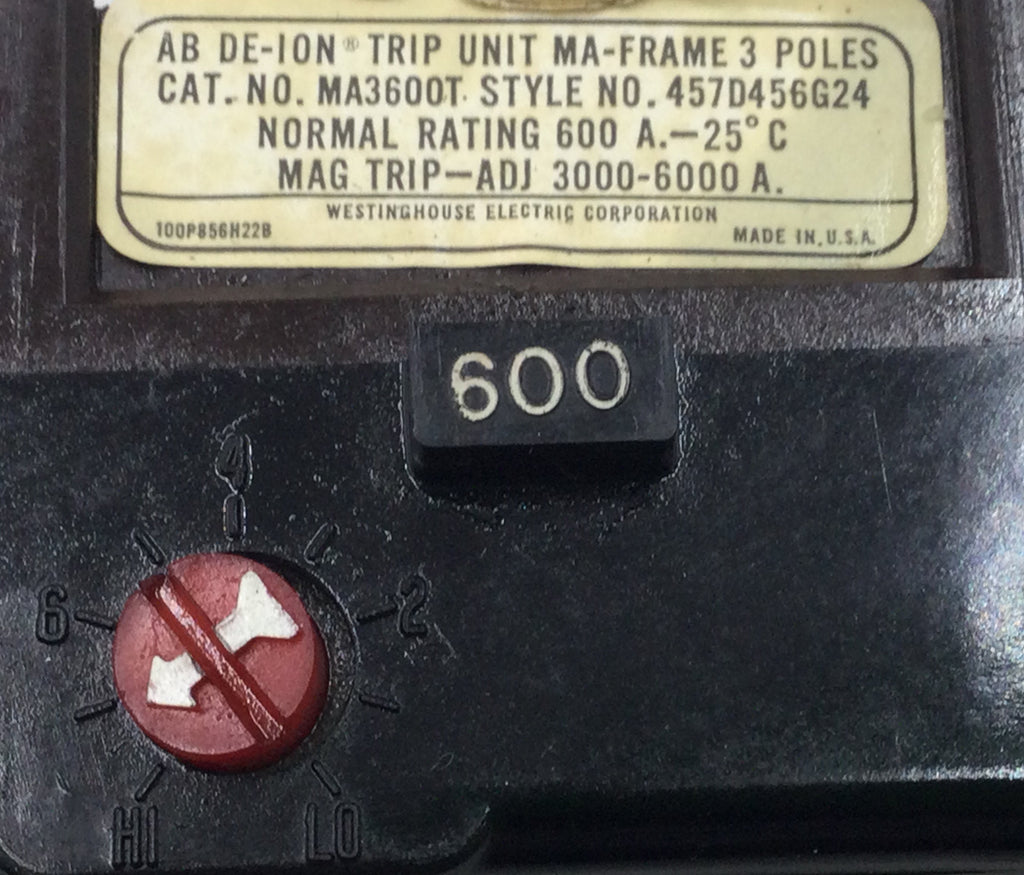 AB DE-ION® TRIP UNIT MA-FRAME 3 POLES
CAT. NO. MA3600T STYLE NO. 457D456G24
NORMAL RATING 600 A.—25°C
MAG TRIP—ADJ 3000-6000 A.
WESTINGHOUSE ELECTRIC CORPORATION
100P856H22B
MADE IN U.S.A.
600
4
6
2
HI
LO